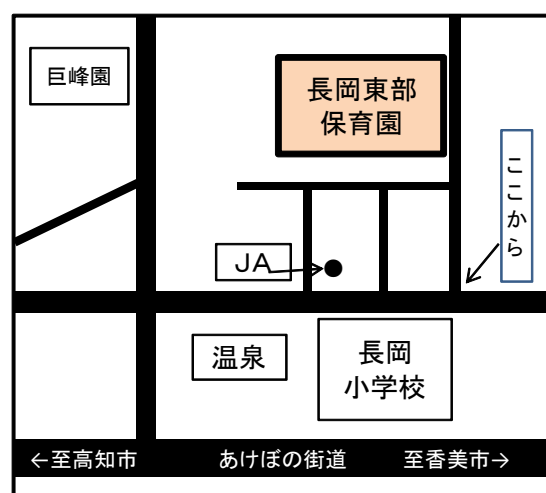 巨峰園
長岡東部
保育園
ここから
JA
温泉
長岡
小学校
←至高知市
あけぼの街道
至香美市→